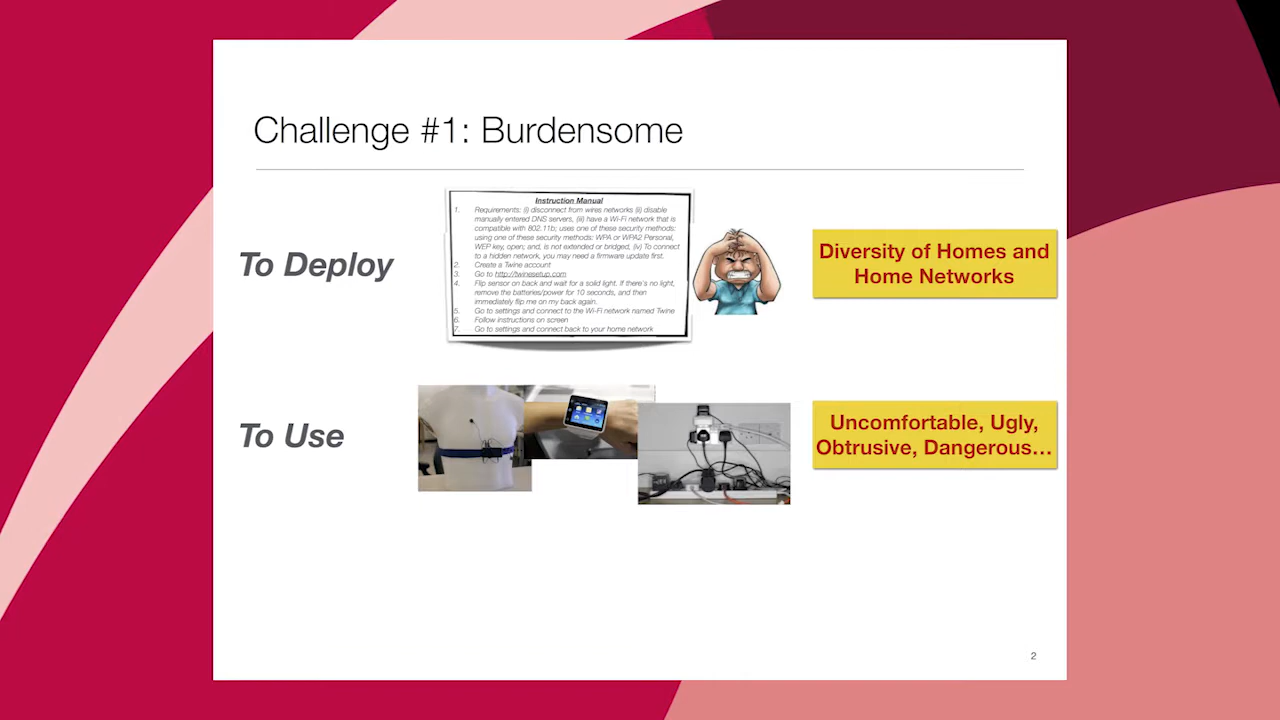 Challenge #1: Burdensome
To Deploy
Instruction Manual
1. Requirements: (i) disconnect from wires networks (ii) disable
manually entered DNS servers, (iii) have a Wi-Fi network that is
compatible with 802.11b; uses one of these security methods:
using one of these security methods: WPA or WPA2 Personal,
WEP key, open; and, is not extended or bridged, (iv) To connect
to a hidden network, you may need a firmware update first.
2. Create a Twine account
3. Go to http://twinesetup.com
4. Flip sensor on back and wait for a solid light. If there's no light,
remove the batteries/power for 10 seconds, and then
immediately flip me on my back again.
5. Go to settings and connect to the Wi-Fi network named Twine
6. Follow instructions on screen
7. Go to settings and connect back to your home network
Diversity of Homes and
Home Networks
To Use
Uncomfortable, Ugly,
Obtrusive, Dangerous…
2